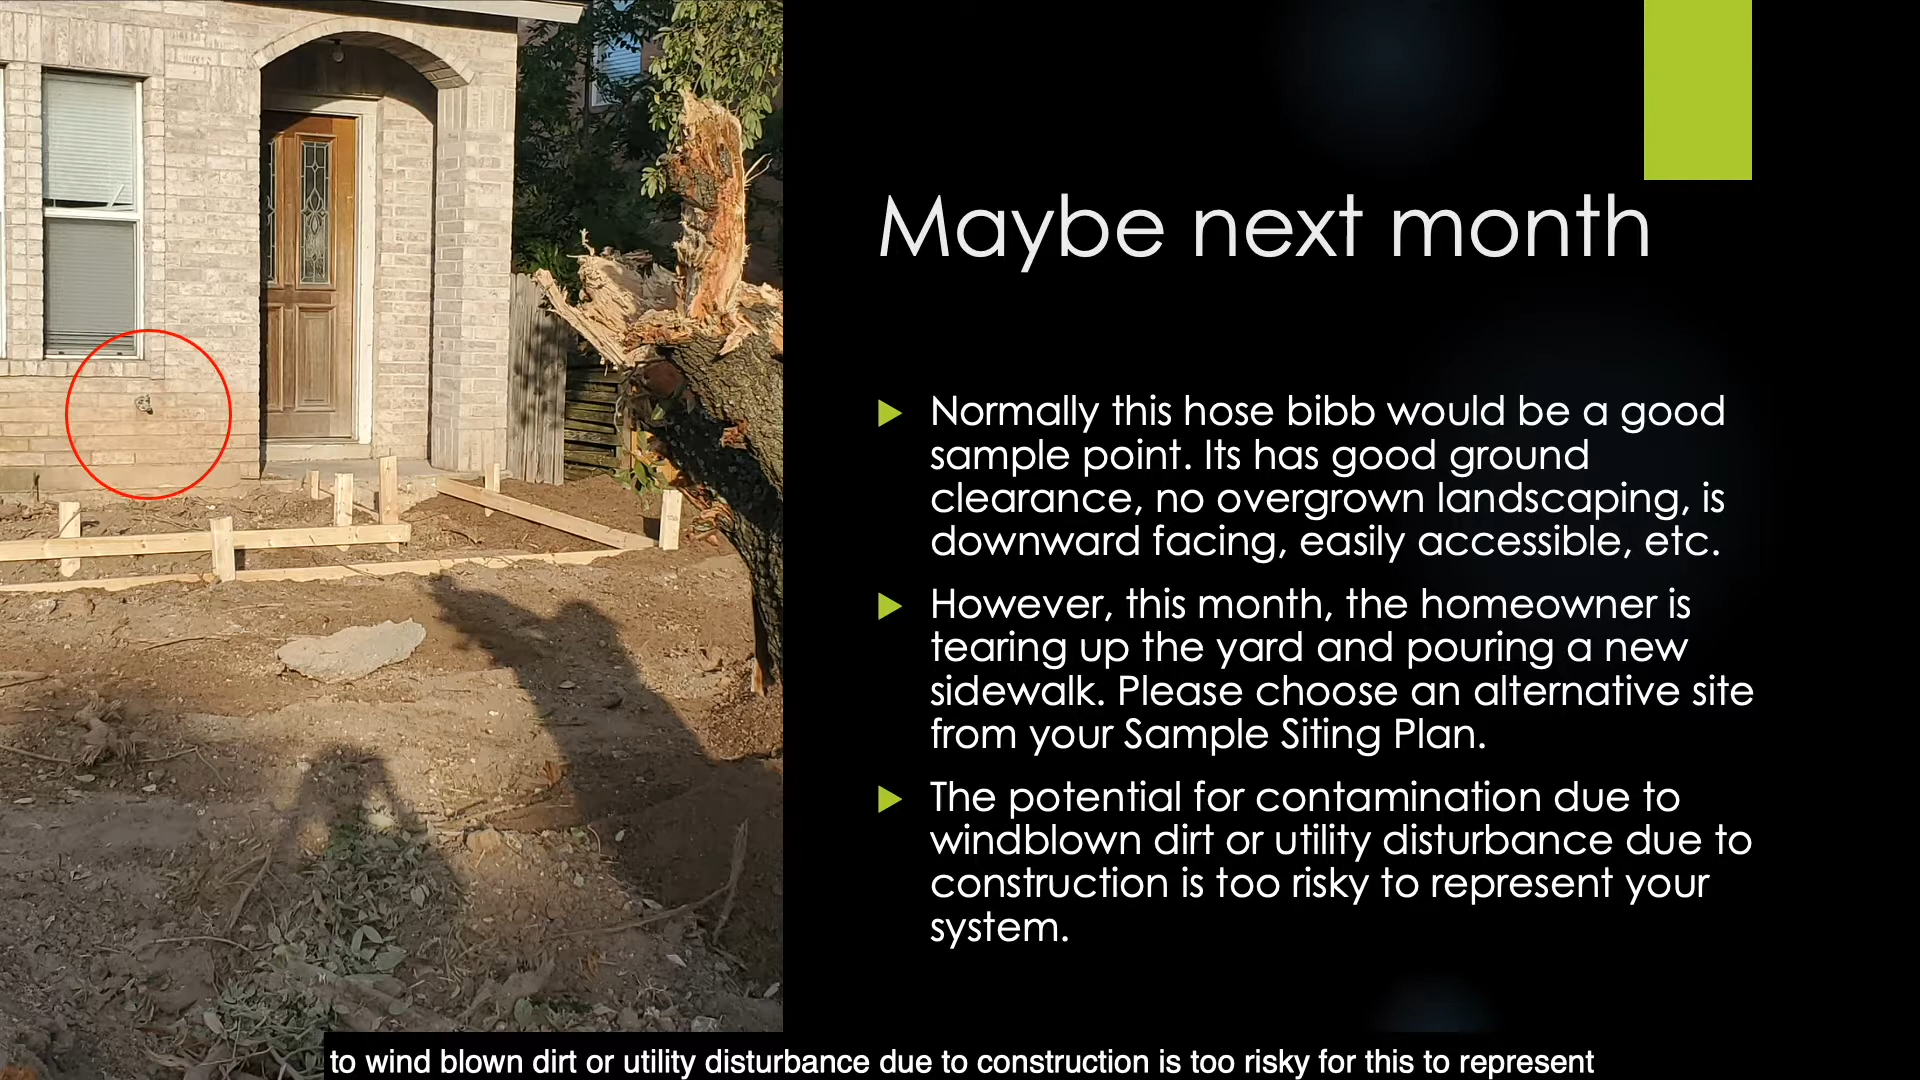 Maybe next month
Normally this hose bibb would be a good
sample point. Its has good ground
clearance, no overgrown landscaping, is
downward facing, easily accessible, etc.
However, this month, the homeowner is
tearing up the yard and pouring a new
sidewalk. Please choose an alternative site
from your Sample Siting Plan.
The potential for contamination due to
windblown dirt or utility disturbance due to
construction is too risky to represent your
system.
to wind blown dirt or utility disturbance due to construction is too risky for this to represent